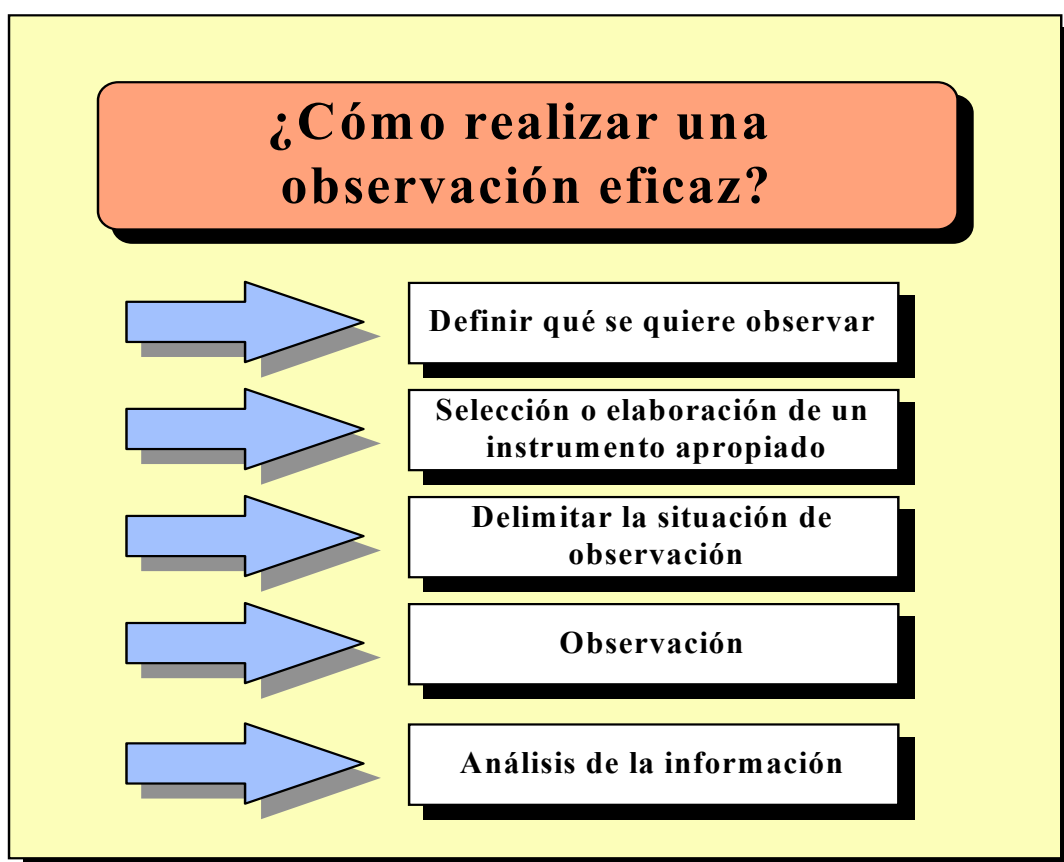 ¿Cómo realizar una
observación eficaz?
Definir qué se quiere observar
Selección o elaboración de un
instrumento apropiado
Delimitar la situación de
observación
Observación
Análisis de la información